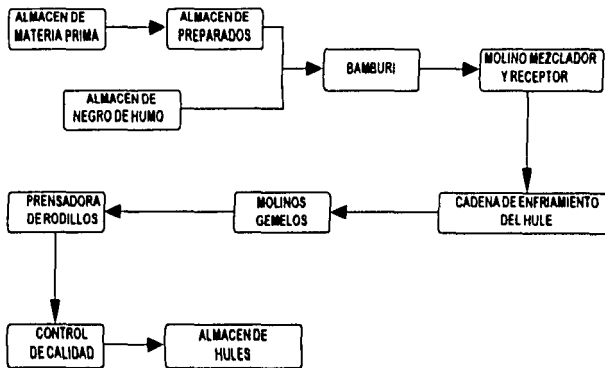 ALMACEN DE
MATERIA PRIMA
ALMACEN DE
PREPARADOS
ALMACEN DE
NEGRO DE HUMO
BAMBURI
MOLINO MEZCLADOR
Y RECEPTOR
PRENSADORA
DE RODILLOS
MOLINOS
GEMELOS
CADENA DE ENFRIAMIENTO
DEL HULE
CONTROL
DE CALIDAD
ALMACEN DE
HULES